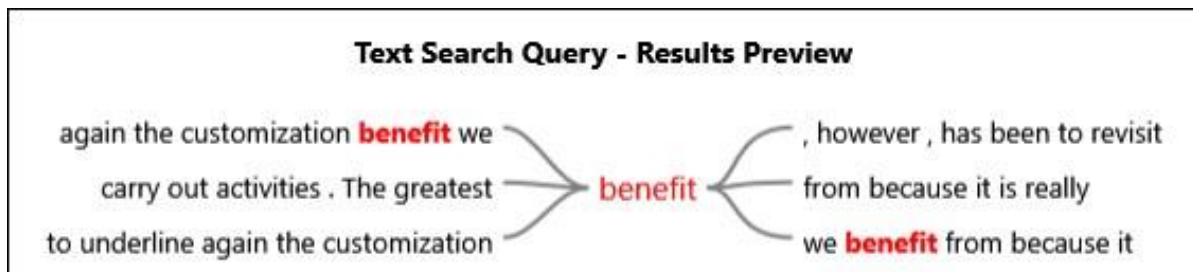 Text Search Query - Results Preview
again the customization benefit we
carry out activities . The greatest
to underline again the customization
benefit
, however , has been to revisit
from because it is really
we benefit from because it